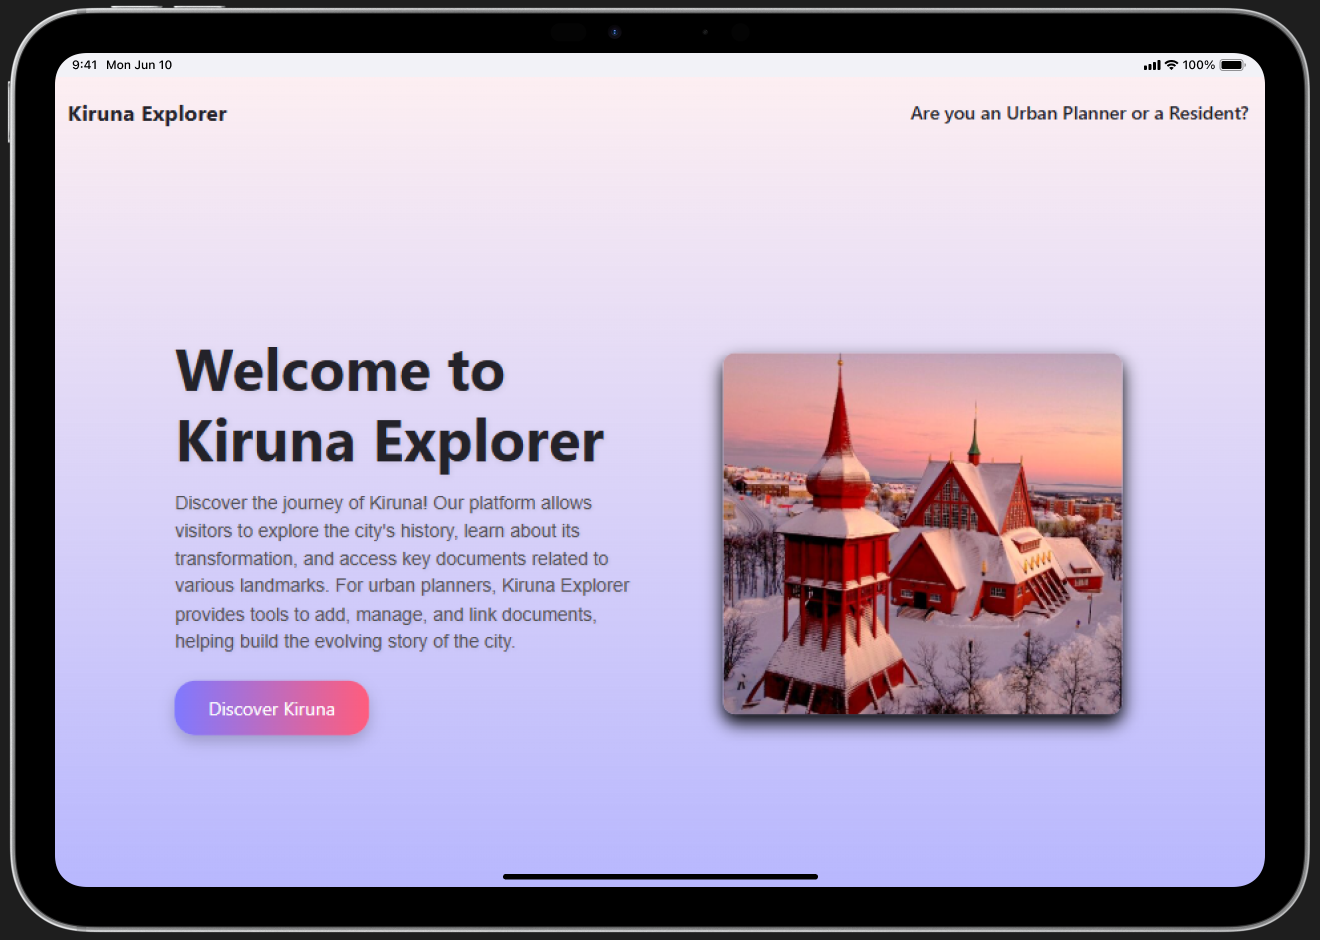 9:41 Mon Jun 10
100%
Kiruna Explorer
Are you an Urban Planner or a Resident?
Welcome to
Kiruna Explorer
Discover the journey of Kiruna! Our platform allows
visitors to explore the city's history, learn about its
transformation, and access key documents related to
various landmarks. For urban planners, Kiruna Explorer
provides tools to add, manage, and link documents,
helping build the evolving story of the city.
Discover Kiruna